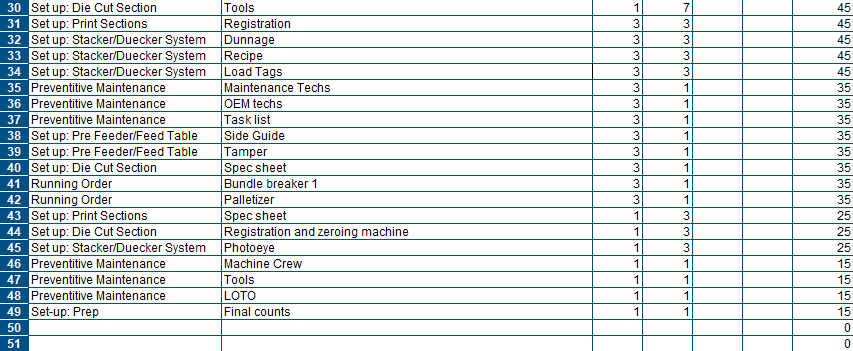 30 Set up: Die Cut Section Tools 1 7 45
31 Set up: Print Sections Registration 3 3 45
32 Set up: Stacker/Duecker System Dunnage 3 3 45
33 Set up: Stacker/Duecker System Recipe 3 3 45
34 Set up: Stacker/Duecker System Load Tags 3 3 45
35 Preventitive Maintenance Maintenance Techs 3 1 35
36 Preventitive Maintenance OEM techs 3 1 35
37 Preventitive Maintenance Task list 3 1 35
38 Set up: Pre Feeder/Feed Table Side Guide 3 1 35
39 Set up: Pre Feeder/Feed Table Tamper 3 1 35
40 Set up: Die Cut Section Spec sheet 3 1 35
41 Running Order Bundle breaker 1 3 1 35
42 Running Order Palletizer 3 1 35
43 Set up: Print Sections Spec sheet 1 3 25
44 Set up: Die Cut Section Registration and zeroing machine 1 3 25
45 Set up: Stacker/Duecker System Photoeye 1 3 25
46 Preventitive Maintenance Machine Crew 1 1 15
47 Preventitive Maintenance Tools 1 1 15
48 Preventitive Maintenance LOTO 1 1 15
49 Set-up: Prep Final counts 1 1 15
50 0
51 0